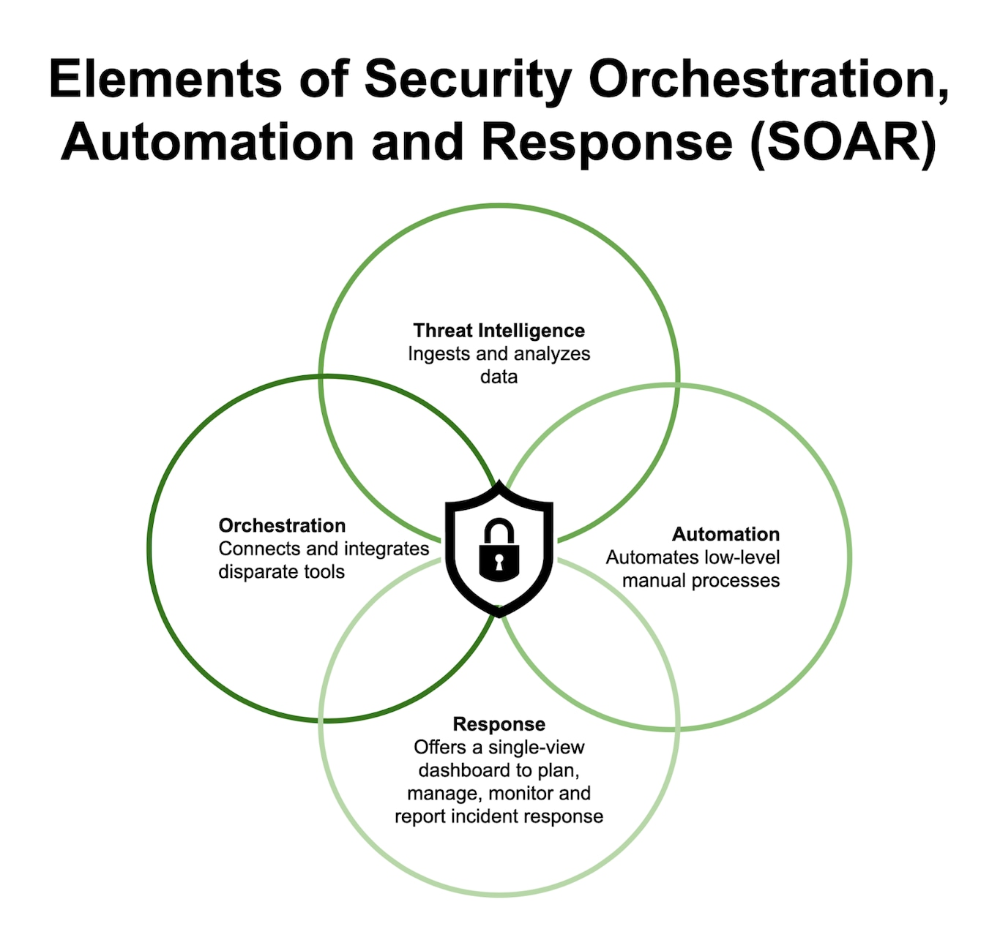 Elements of Security Orchestration,
Automation and Response (SOAR)
Threat Intelligence
Ingests and analyzes
data
Orchestration
Connects and integrates
disparate tools
Automation
Automates low-level
manual processes
Response
Offers a single-view
dashboard to plan,
manage, monitor and
report incident response